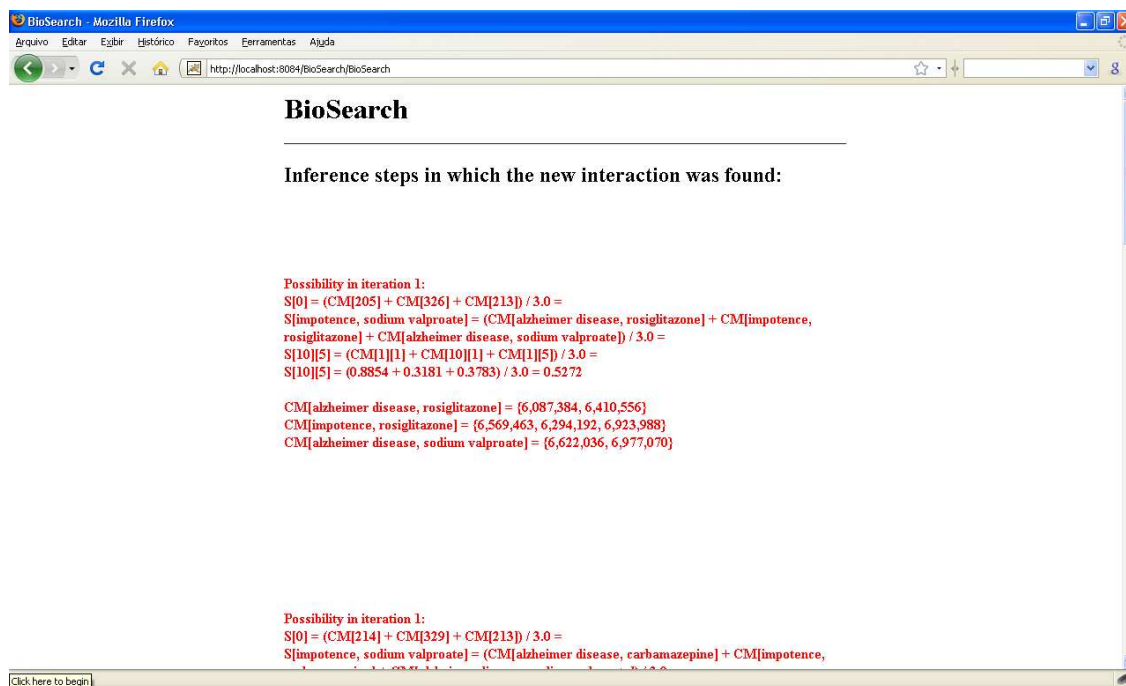 BioSearch - Mozilla Firefox
Arquivo Editar Exibir Histórico Favoritos Ferramentas Ajuda
http://localhost:8084/BioSearch/BioSearch
BioSearch
Inference steps in which the new interaction was found:
Possibility in iteration 1:
S[0] = (CM[205] + CM[326] + CM[213]) / 3.0 =
S[impotence, sodium valproate] = (CM[alzheimer disease, rosiglitazone] + CM[impotence,
rosiglitazone] + CM[alzheimer disease, sodium valproate]) / 3.0 =
S[10][5] = (CM[1][1] + CM[10][1] + CM[1][5]) / 3.0 =
S[10][5] = (0.8854 + 0.3181 + 0.3783) / 3.0 = 0.5272
CM[alzheimer disease, rosiglitazone] = {6,087,384, 6,410,556}
CM[impotence, rosiglitazone] = {6,569,463, 6,294,192, 6,923,988}
CM[alzheimer disease, sodium valproate] = {6,622,036, 6,977,070}
Possibility in iteration 1:
S[0] = (CM[214] + CM[329] + CM[213]) / 3.0 =
S[impotence, sodium valproate] = (CM[alzheimer disease, carbamazepine] + CM[impotence,
Click here to begin